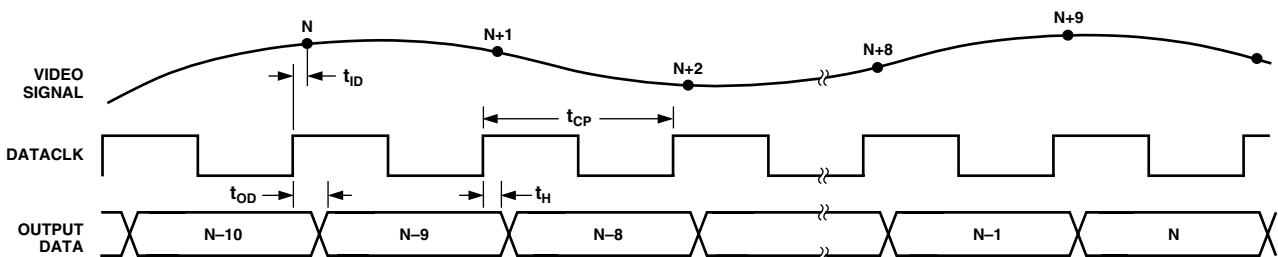 N
N+1
N+2
N+8
N+9
VIDEO
SIGNAL
tID
tCP
DATACLK
tOD
tH
OUTPUT
DATA
N–10
N–9
N–8
N–1
N